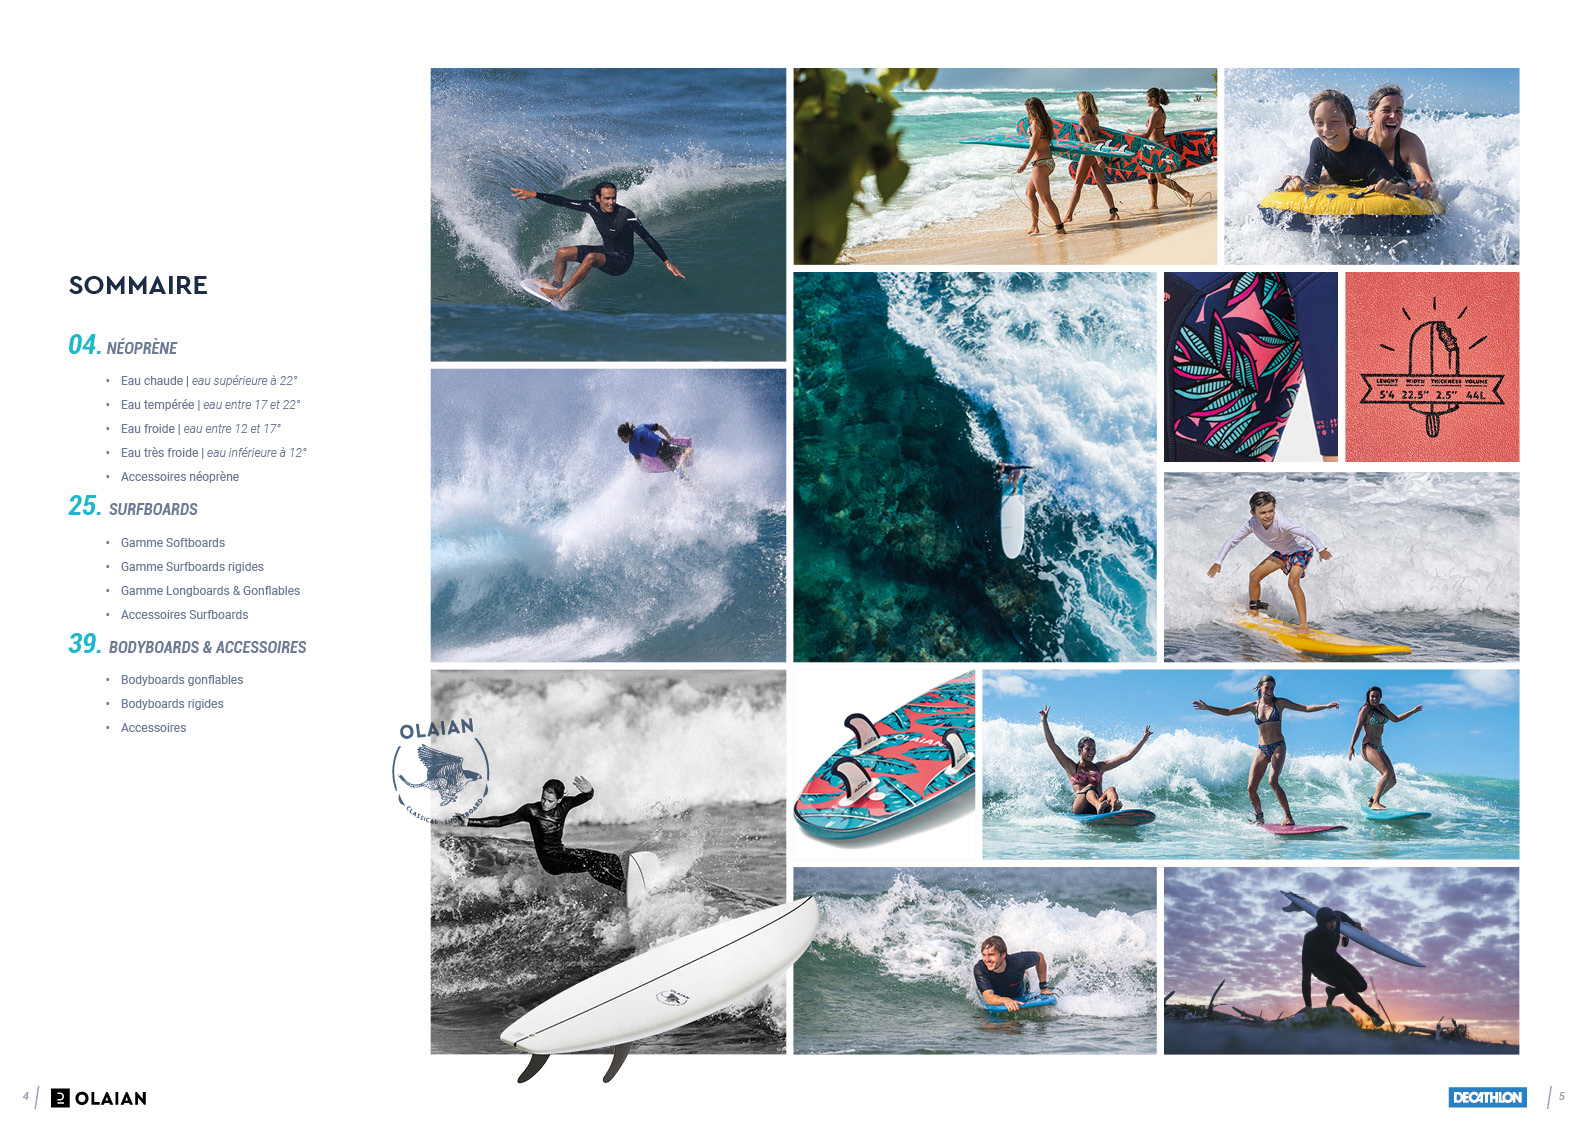 SOMMAIRE
04. NÉOPRÈNE
• Eau chaude | eau supérieure à 22°
• Eau tempérée | eau entre 17 et 22°
• Eau froide | eau entre 12 et 17°
• Eau très froide | eau inférieure à 12°
• Accessoires néoprène
25. SURFBOARDS
• Gamme Softboards
• Gamme Surfboards rigides
• Gamme Longboards & Gonflables
• Accessoires Surfboards
39. BODYBOARDS & ACCESSOIRES
• Bodyboards gonflables
• Bodyboards rigides
• Accessoires
LENGHT WIDTH THICKNESS VOLUME
5'4 22.5" 2.5" 44L
OLAIAN
CLASSICAL SHORTBOARD
OLAIAN
OLAIAN
4 / OLAIAN
DECATHLON / 5